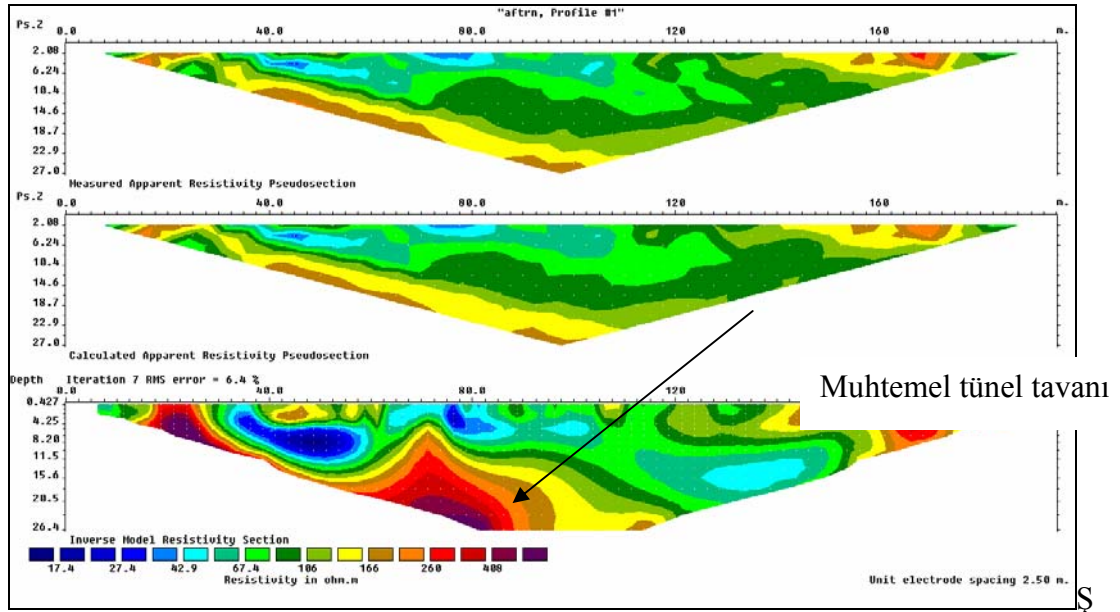 "aftrn, Profile #1"
Ps.Z 0.0 40.0 80.0 120 160 m.
2.08
6.24
10.4
14.6
18.7
22.9
27.0
Measured Apparent Resistivity Pseudosection
Ps.Z 0.0 40.0 80.0 120 160 m.
2.08
6.24
10.4
14.6
18.7
22.9
27.0
Calculated Apparent Resistivity Pseudosection
Depth Iteration 7 RMS error = 6.4 %
0.0 40.0 80.0 120 m.
0.427
4.25
8.20
11.5
15.6
20.5
26.4
Muhtemel tünel tavanı
Inverse Model Resistivity Section
17.4 27.4 42.9 67.4 106 166 260 408
Resistivity in ohm.m
Unit electrode spacing 2.50 m.
Ş